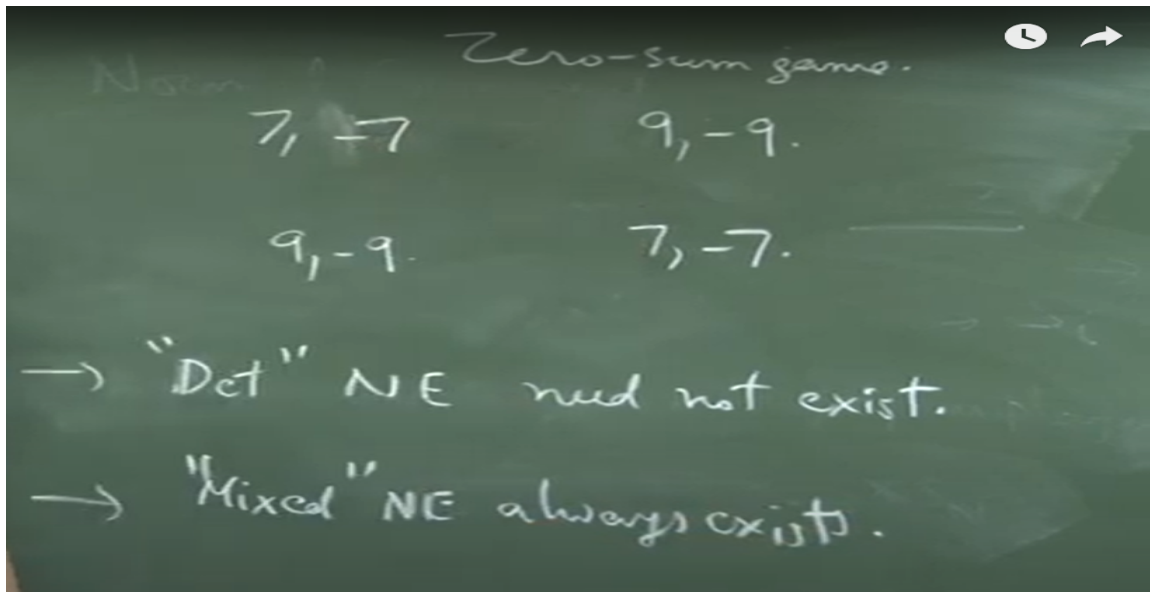 Zero-sum game.
7, -7 9, -9.
9, -9. 7, -7.
→ "Det" NE need not exist.
→ "Mixed" NE always exists.